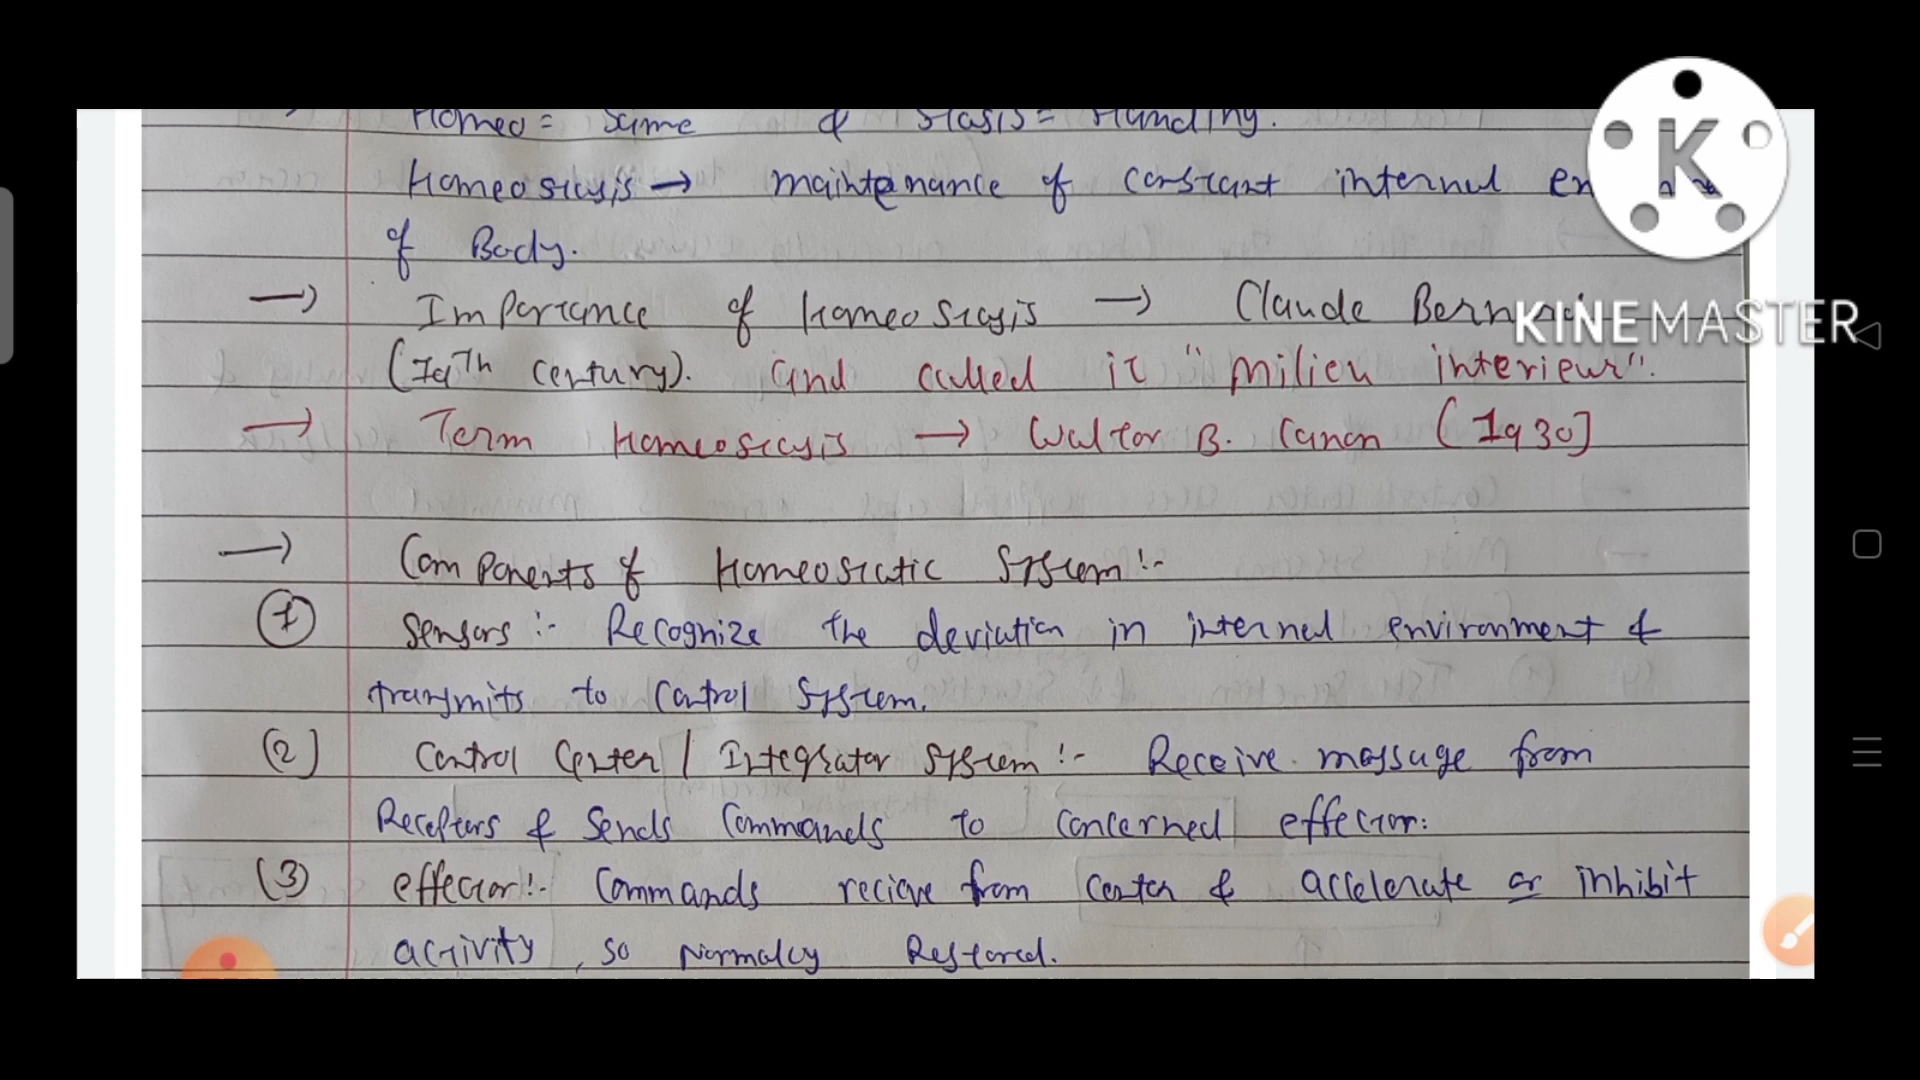 Homeo = Same & stasis = standing.
Homeostasis → maintenance of constant internal
of Body.
→ Importance of Homeostasis → Claude
(19th century). and called it "milieu interieur".
→ Term Homeostasis → Walter B. Canon (1930)
→ Components of Homeostatic System :-
(1) Sensors :- Recognize the deviation in internal environment &
transmits to control system.
(2) Control Center / Integrator system :- Receive message from
Receptors & Sends Commands to concerned effector.
(3) effector :- Commands recieve from center & accelerate or inhibit
activity, so Normalcy Restored.
K
KINEMASTER